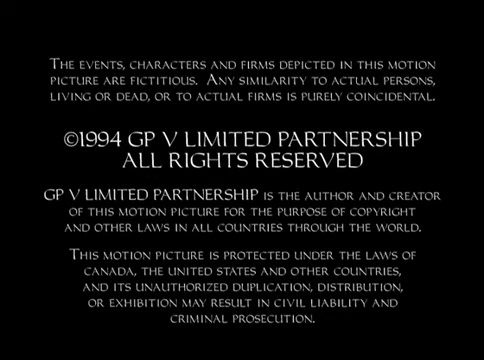 THE EVENTS, CHARACTERS AND FIRMS DEPICTED IN THIS MOTION
PICTURE ARE FICTITIOUS. ANY SIMILARITY TO ACTUAL PERSONS,
LIVING OR DEAD, OR TO ACTUAL FIRMS IS PURELY COINCIDENTAL.
©1994 GP V LIMITED PARTNERSHIP
ALL RIGHTS RESERVED
GP V LIMITED PARTNERSHIP IS THE AUTHOR AND CREATOR
OF THIS MOTION PICTURE FOR THE PURPOSE OF COPYRIGHT
AND OTHER LAWS IN ALL COUNTRIES THROUGH THE WORLD.
THIS MOTION PICTURE IS PROTECTED UNDER THE LAWS OF
CANADA, THE UNITED STATES AND OTHER COUNTRIES,
AND ITS UNAUTHORIZED DUPLICATION, DISTRIBUTION,
OR EXHIBITION MAY RESULT IN CIVIL LIABILITY AND
CRIMINAL PROSECUTION.